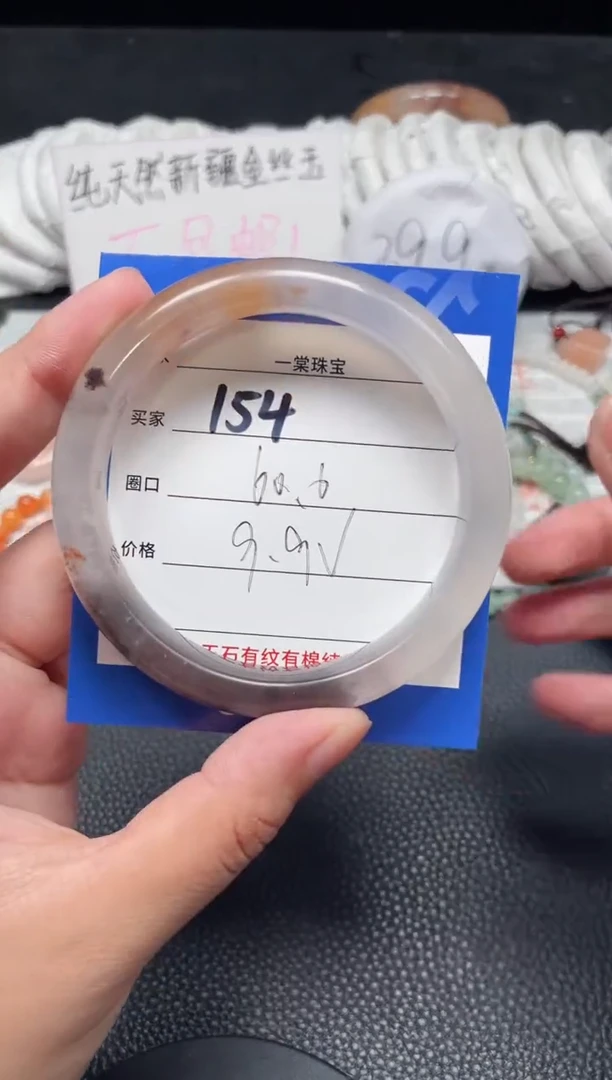 纯天然新疆金丝玉
299
一棠珠宝
买家 154
圈口 60.6
价格 9.9√
玉石有纹有棉